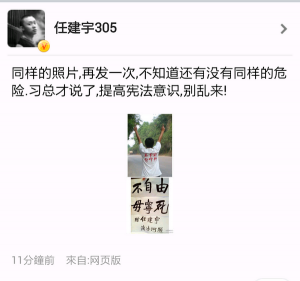 任建宇305
同样的照片,再发一次,不知道还有没有同样的危
险.习总才说了,提高宪法意识,别乱来!
不自由
毋寧死
11分鐘前 來自:网页版